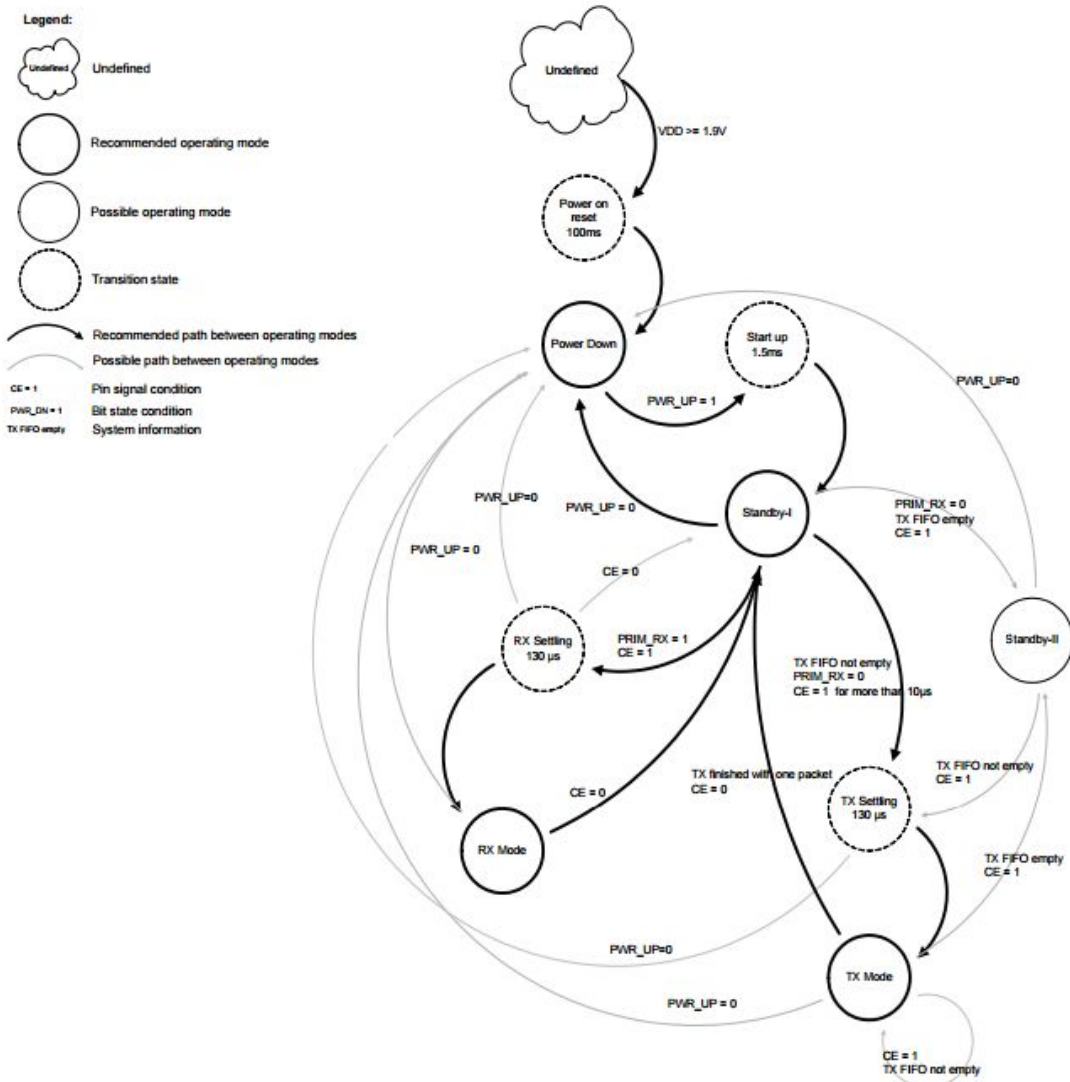 Legend:
Undefined
Undefined
Recommended operating mode
Possible operating mode
Transition state
Recommended path between operating modes
Possible path between operating modes
CE = 1
Pin signal condition
PWR_DN = 1
Bit state condition
TX FIFO empty
System information
Undefined
VDD >= 1.9V
Power on
reset
100ms
Power Down
Start up
1.5ms
PWR_UP=0
PWR_UP = 1
PWR_UP=0
PWR_UP = 0
Standby-I
PRIM_RX = 0
TX FIFO empty
CE = 1
PWR_UP = 0
CE = 0
Standby-II
RX Settling
130 µs
PRIM_RX = 1
CE = 1
TX FIFO not empty
PRIM_RX = 0
CE = 1 for more than 10µs
TX finished with one packet
CE = 0
CE = 0
TX FIFO not empty
CE = 1
TX Settling
130 µs
RX Mode
TX FIFO empty
CE = 1
PWR_UP=0
TX Mode
PWR_UP = 0
CE = 1
TX FIFO not empty